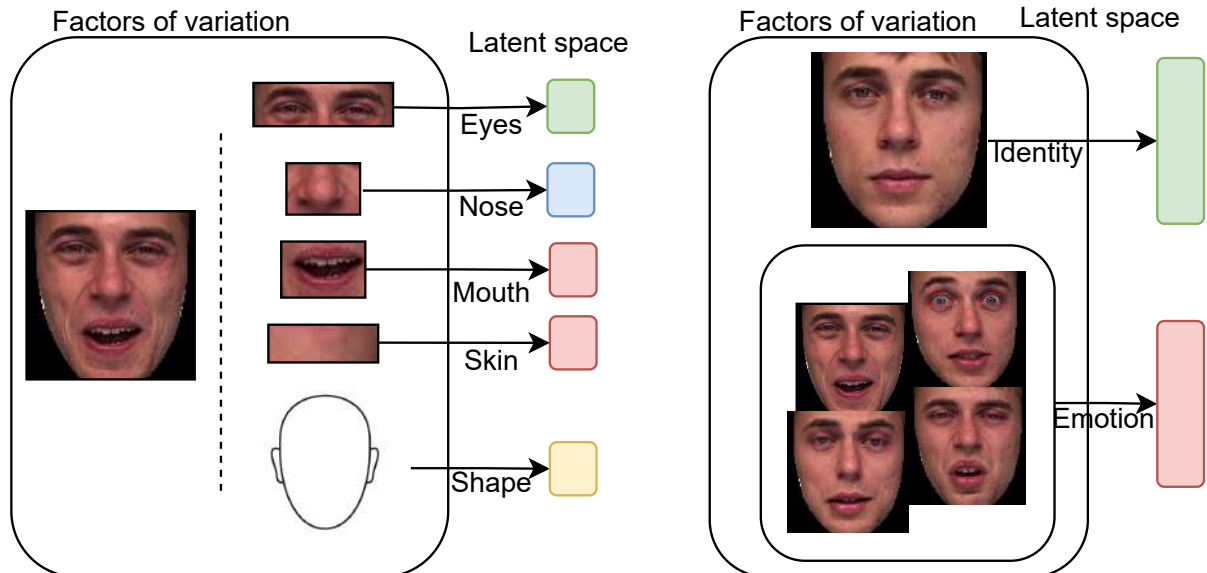 Factors of variation
Latent space
Eyes
Nose
Mouth
Skin
Shape
Factors of variation
Latent space
Identity
Emotion